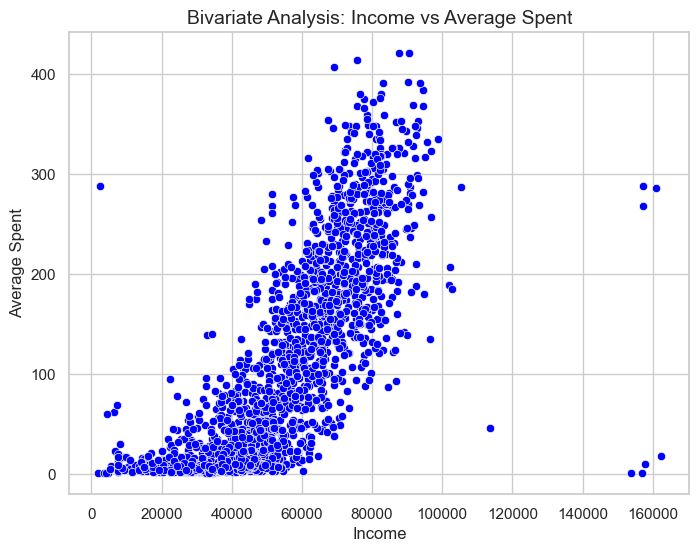 Bivariate Analysis: Income vs Average Spent
400
300
200
100
0
Average Spent
0 20000 40000 60000 80000 100000 120000 140000 160000
Income